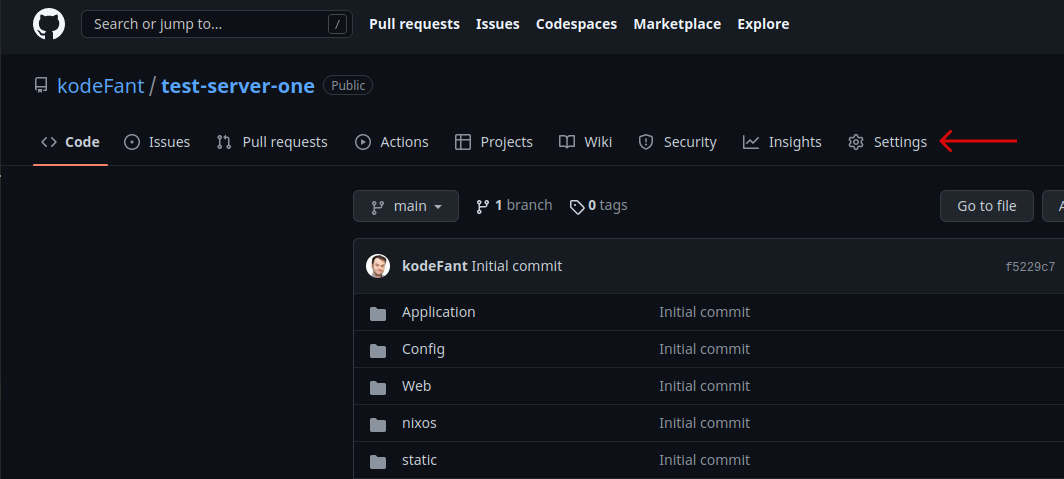 Search or jump to... / Pull requests Issues Codespaces Marketplace Explore
kodeFant / test-server-one Public
Code Issues Pull requests Actions Projects Wiki Security Insights Settings
main 1 branch 0 tags Go to file
kodeFant Initial commit f5229c7
Application Initial commit
Config Initial commit
Web Initial commit
nixos Initial commit
static Initial commit